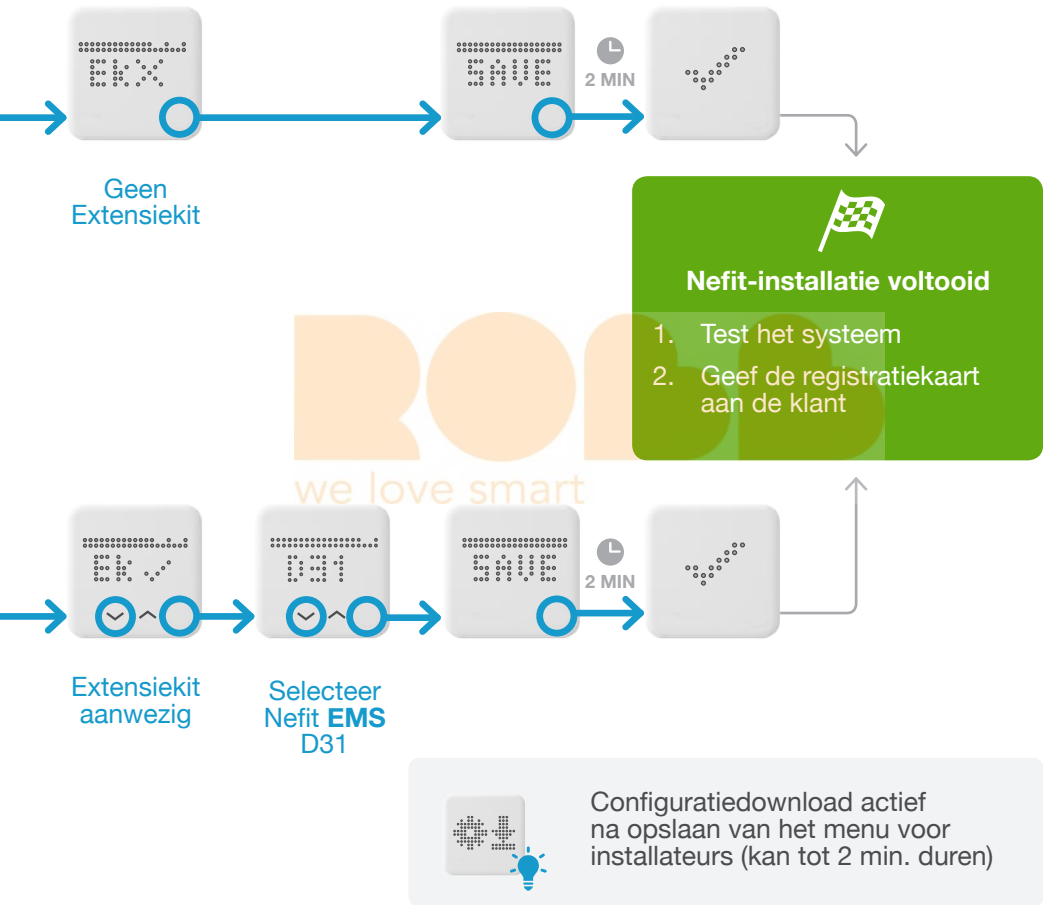 EK
SAVE
2 MIN
Geen
Extensiekit
Nefit-installatie voltooid
1. Test het systeem
2. Geef de registratiekaart
aan de klant
ROBB
we love smart
EK
D31
SAVE
2 MIN
Extensiekit
aanwezig
Selecteer
Nefit EMS
D31
Configuratiedownload actief
na opslaan van het menu voor
installateurs (kan tot 2 min. duren)